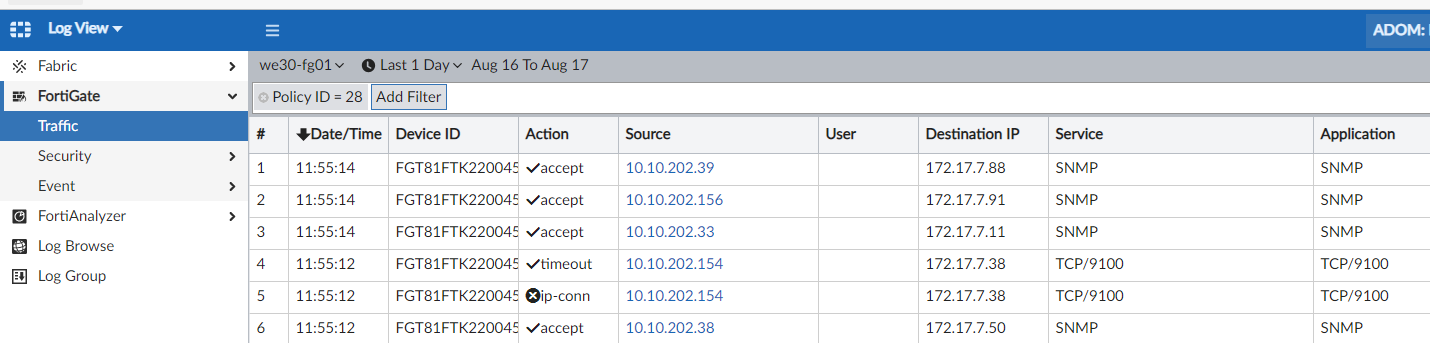 Log View
ADOM:
Fabric
FortiGate
Traffic
Security
Event
FortiAnalyzer
Log Browse
Log Group
we30-fg01 Last 1 Day Aug 16 To Aug 17
Policy ID = 28 Add Filter
# Date/Time Device ID Action Source User Destination IP Service Application
1 11:55:14 FGT81FTK220045 accept 10.10.202.39 172.17.7.88 SNMP SNMP
2 11:55:14 FGT81FTK220045 accept 10.10.202.156 172.17.7.91 SNMP SNMP
3 11:55:14 FGT81FTK220045 accept 10.10.202.33 172.17.7.11 SNMP SNMP
4 11:55:12 FGT81FTK220045 timeout 10.10.202.154 172.17.7.38 TCP/9100 TCP/9100
5 11:55:12 FGT81FTK220045 ip-conn 10.10.202.154 172.17.7.38 TCP/9100 TCP/9100
6 11:55:12 FGT81FTK220045 accept 10.10.202.38 172.17.7.50 SNMP SNMP